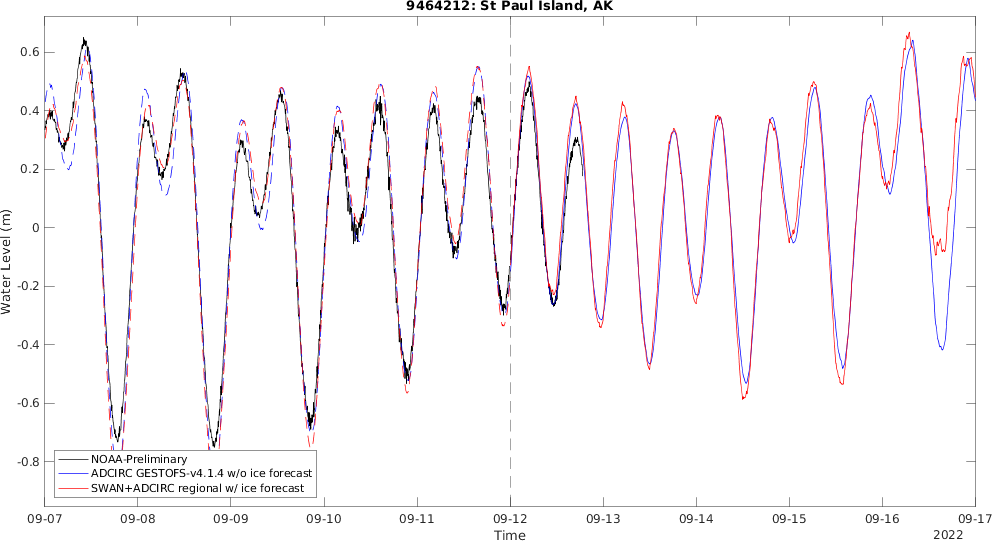 9464212: St Paul Island, AK
Water Level (m)
0.6
0.4
0.2
0
-0.2
-0.4
-0.6
-0.8
NOAA-Preliminary
ADCIRC GESTOFS-v4.1.4 w/o ice forecast
SWAN+ADCIRC regional w/ ice forecast
09-07 09-08 09-09 09-10 09-11 09-12 09-13 09-14 09-15 09-16 09-17
Time
2022